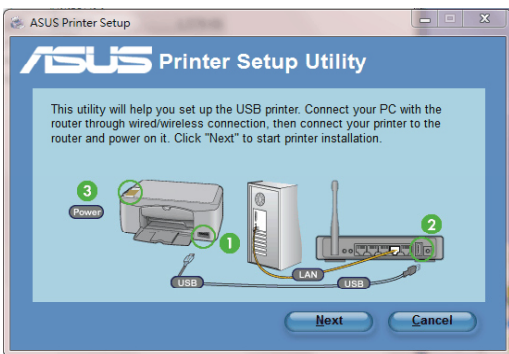 ASUS Printer Setup
ASUS Printer Setup Utility
This utility will help you set up the USB printer. Connect your PC with the
router through wired/wireless connection, then connect your printer to the
router and power on it. Click "Next" to start printer installation.
3
Power
1
2
LAN
USB
USB
Next
Cancel